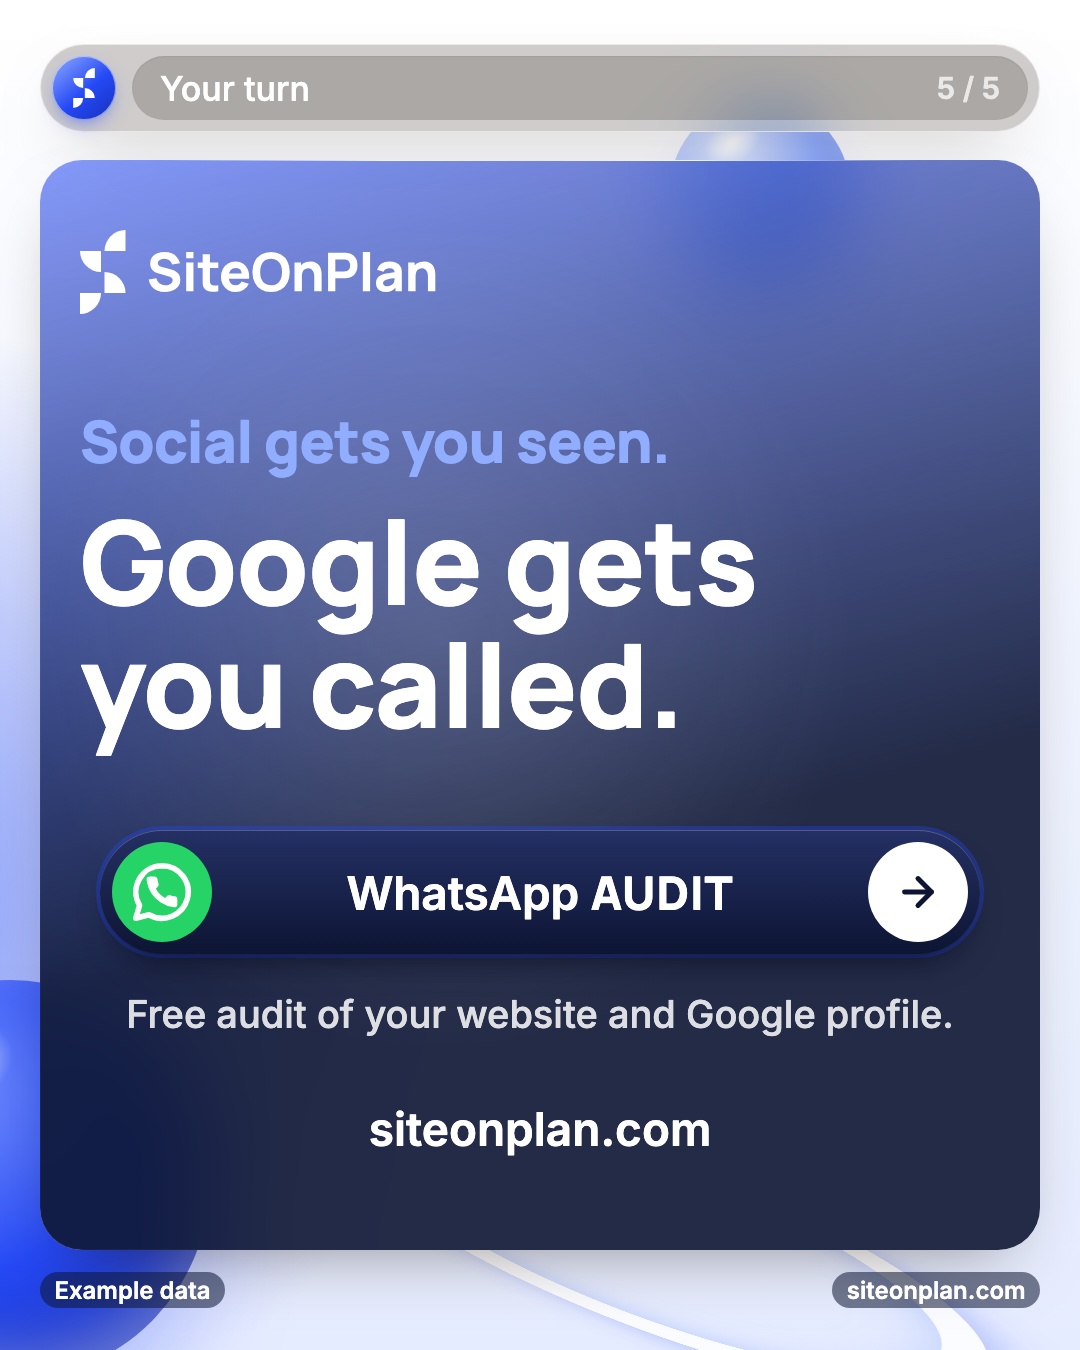 Your turn
5 / 5
SiteOnPlan
Social gets you seen.
Google gets
you called.
WhatsApp AUDIT
Free audit of your website and Google profile.
siteonplan.com
Example data
siteonplan.com